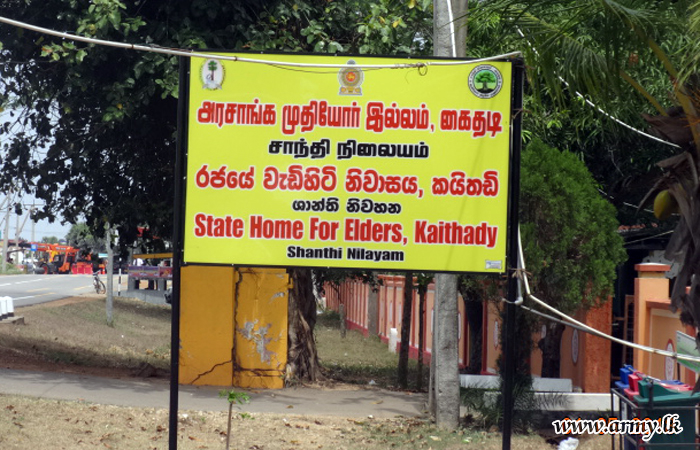 அரசாங்க முதியோர் இல்லம், கைதடி
சாந்தி நிலையம்
රජයේ වැඩිහිටි නිවාසය, කයිතඩි
ශාන්ති නිවහන
State Home For Elders, Kaithady
Shanthi Nilayam
www.army.lk